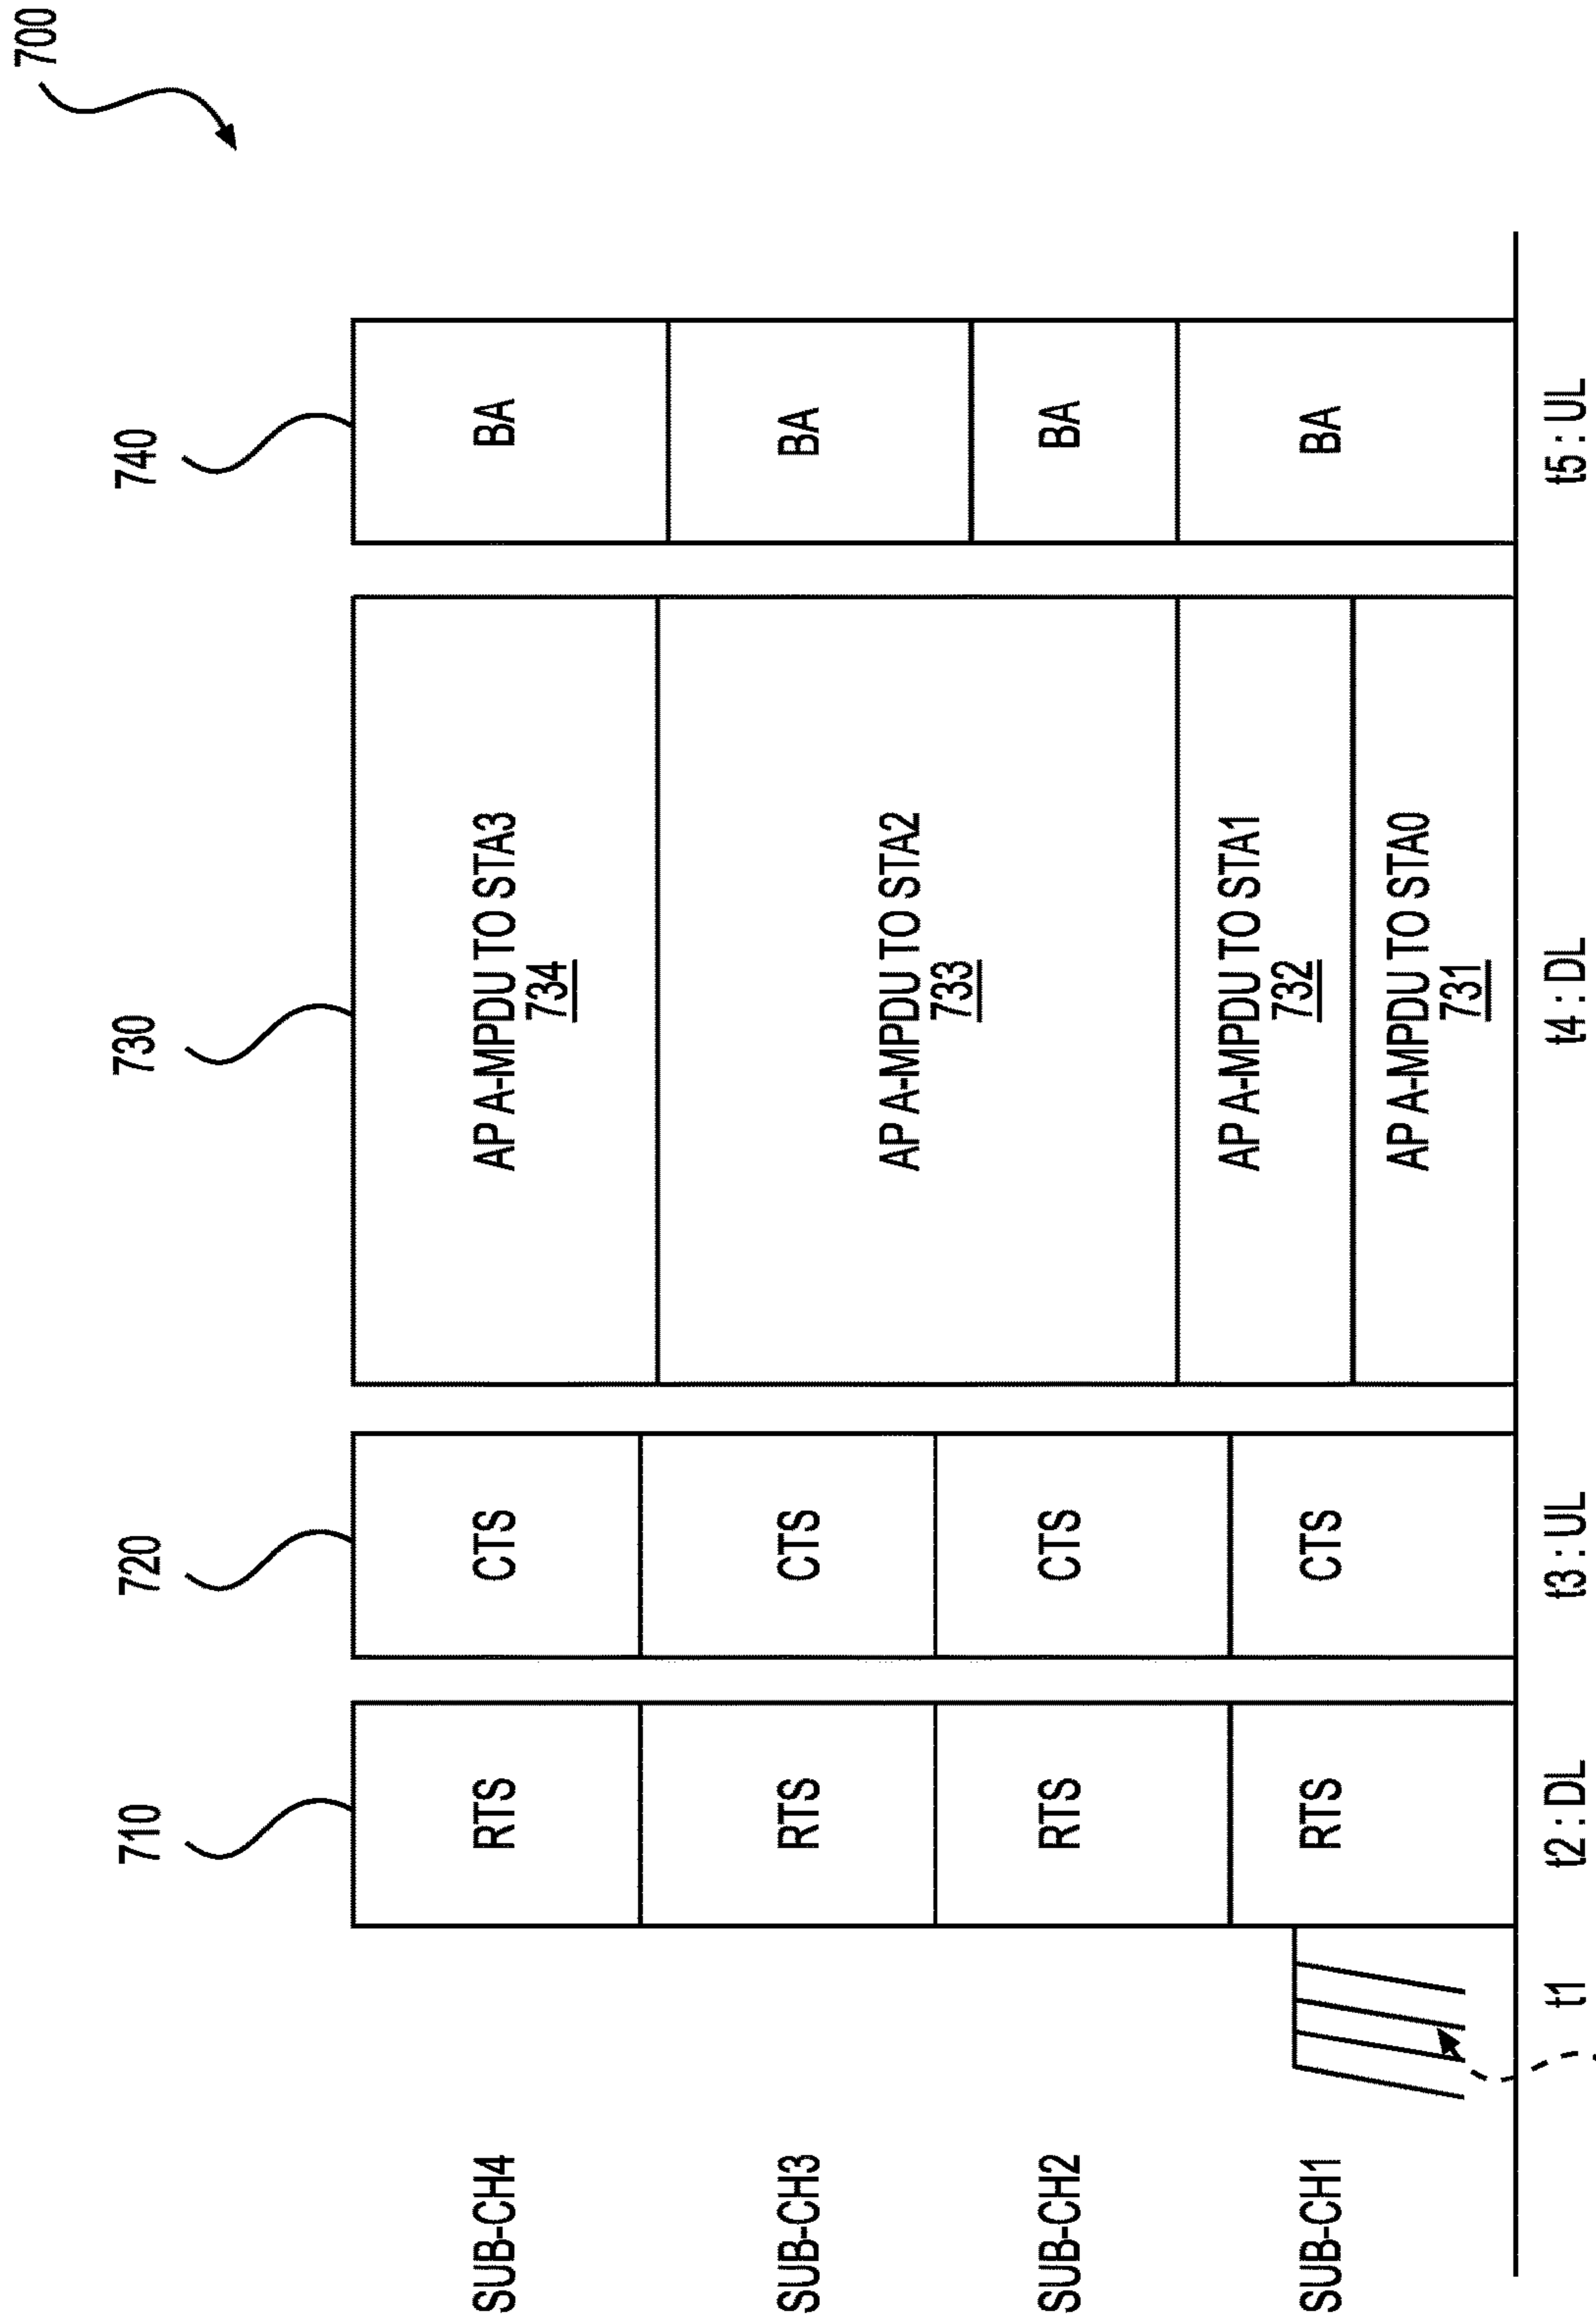 700
710
720
730
740
SUB-CH4
RTS
CTS
AP A-MPDU TO STA3
734
BA
SUB-CH3
RTS
CTS
AP A-MPDU TO STA2
733
BA
SUB-CH2
RTS
CTS
AP A-MPDU TO STA1
732
BA
SUB-CH1
RTS
CTS
AP A-MPDU TO STA0
731
BA
t1
t2 : DL
t3 : UL
t4 : DL
t5 : UL